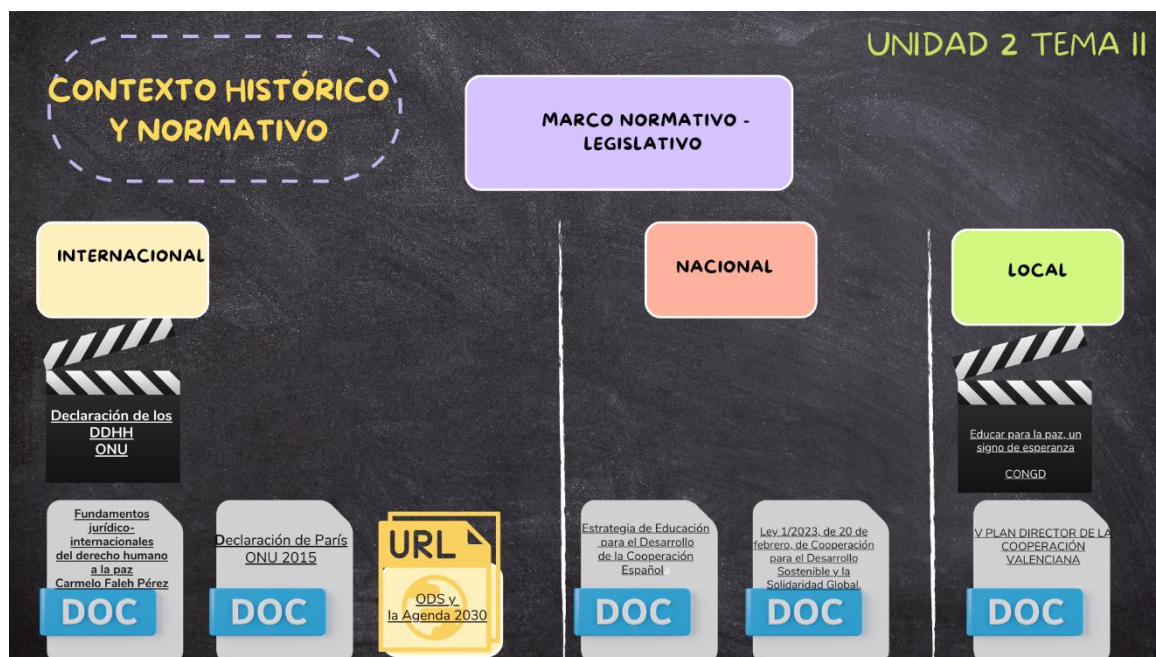 UNIDAD 2 TEMA II
CONTEXTO HISTÓRICO
Y NORMATIVO
MARCO NORMATIVO -
LEGISLATIVO
INTERNACIONAL
NACIONAL
LOCAL
Declaración de los
DDHH
ONU
Educar para la paz, un
signo de esperanza
CONGD
Fundamentos
jurídico-
internacionales
del derecho humano
a la paz
Carmelo Faleh Pérez
DOC
Declaración de París
ONU 2015
DOC
URL
ODS y
la Agenda 2030
Estrategia de Educación
para el Desarrollo
de la Cooperación
Español
DOC
Ley 1/2023, de 20 de
febrero, de Cooperación
para el Desarrollo
Sostenible y la
Solidaridad Global.
DOC
V PLAN DIRECTOR DE LA
COOPERACIÓN
VALENCIANA
DOC